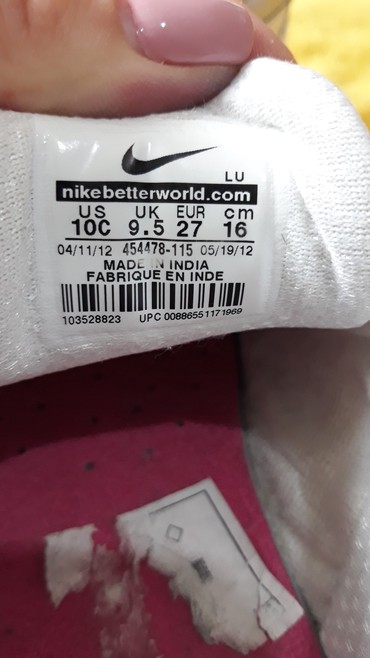 LU
nikebetterworld.com
US UK EUR cm
10C 9.5 27 16
04/11/12 454478-115 05/19/12
MADE IN INDIA
FABRIQUE EN INDE
103528823 UPC 00886551171969